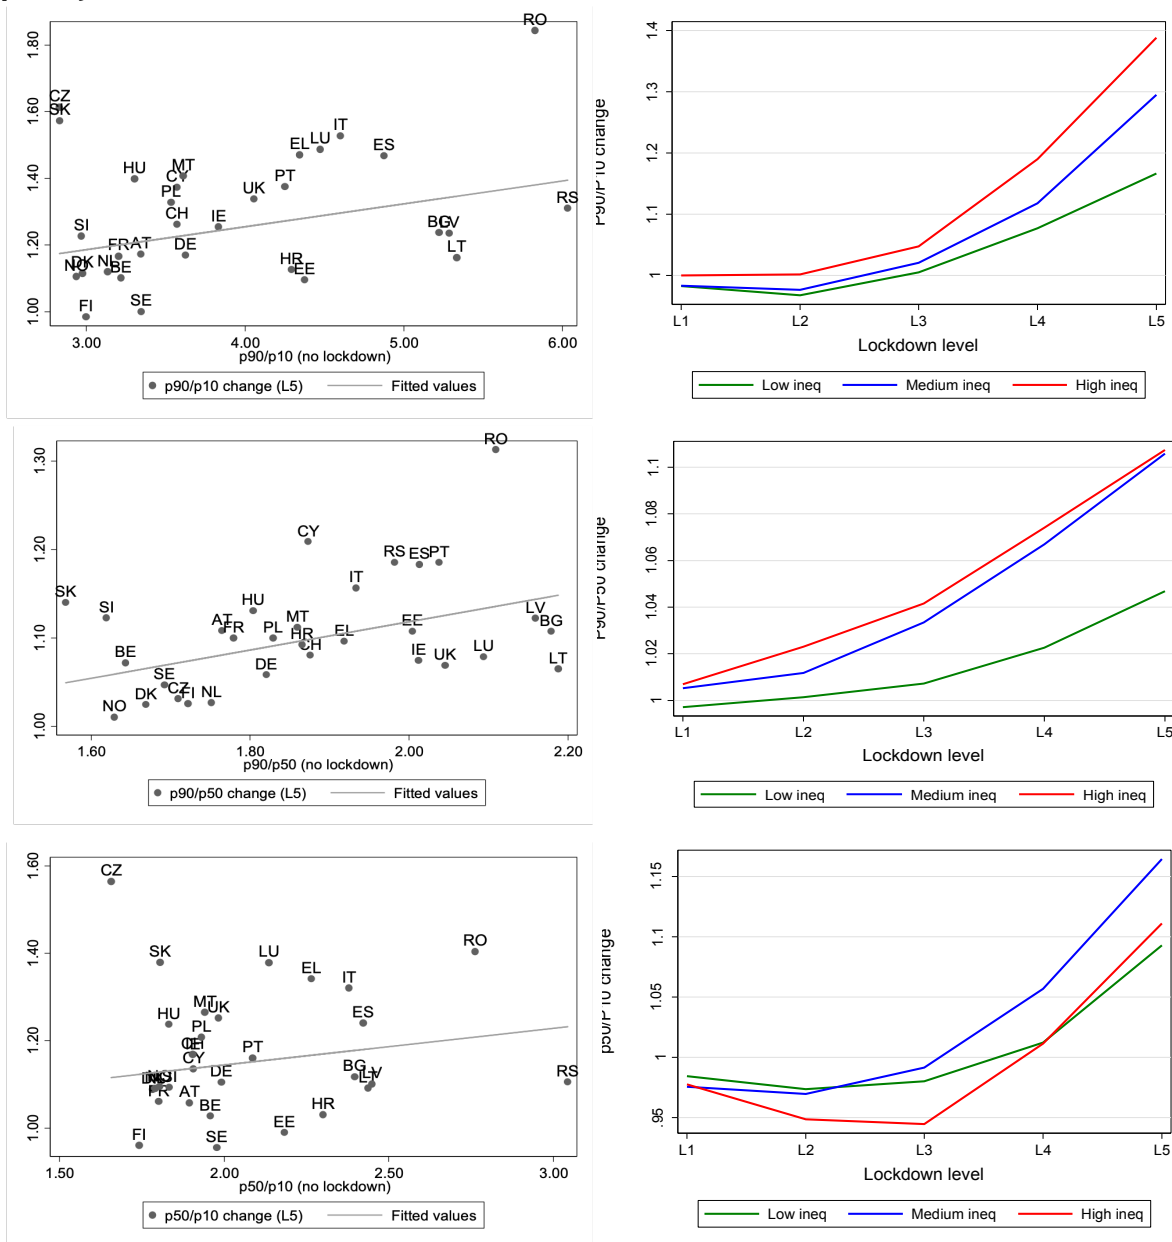 RO
CZ
SK
IT
LU
EL
ES
HU
MT
CY
PL
PT
UK
RS
CH
IE
SI
BG
LV
FR
AT
DE
LT
NO
DK
NL
BE
HR
EE
FI
SE
1.80
1.60
1.40
1.20
1.00
3.00 4.00 5.00 6.00
p90/p10 (no lockdown)
p90/p10 change (L5) Fitted values
P90/P10 change
1.4
1.3
1.2
1.1
1
L1 L2 L3 L4 L5
Lockdown level
Low ineq Medium ineq High ineq
RO
CY
RS
ES
PT
IT
SK
SI
HU
AT
FR
PL
MT
HR
CH
EL
EE
LV
BG
BE
DE
IE
UK
LU
LT
SE
DK
CZ
FI
NL
NO
1.30
1.20
1.10
1.00
1.60 1.80 2.00 2.20
p90/p50 (no lockdown)
p90/p50 change (L5) Fitted values
P90/P50 change
1.1
1.08
1.06
1.04
1.02
1
L1 L2 L3 L4 L5
Lockdown level
Low ineq Medium ineq High ineq
CZ
RO
SK
LU
EL
IT
ES
HU
MT
UK
PL
CY
PT
DE
BG
LV
LT
RS
FR
AT
BE
HR
EE
FI
SE
1.60
1.40
1.20
1.00
1.50 2.00 2.50 3.00
p50/p10 (no lockdown)
p50/p10 change (L5) Fitted values
p50/P10 change
1.15
1.1
1.05
1
.95
L1 L2 L3 L4 L5
Lockdown level
Low ineq Medium ineq High ineq